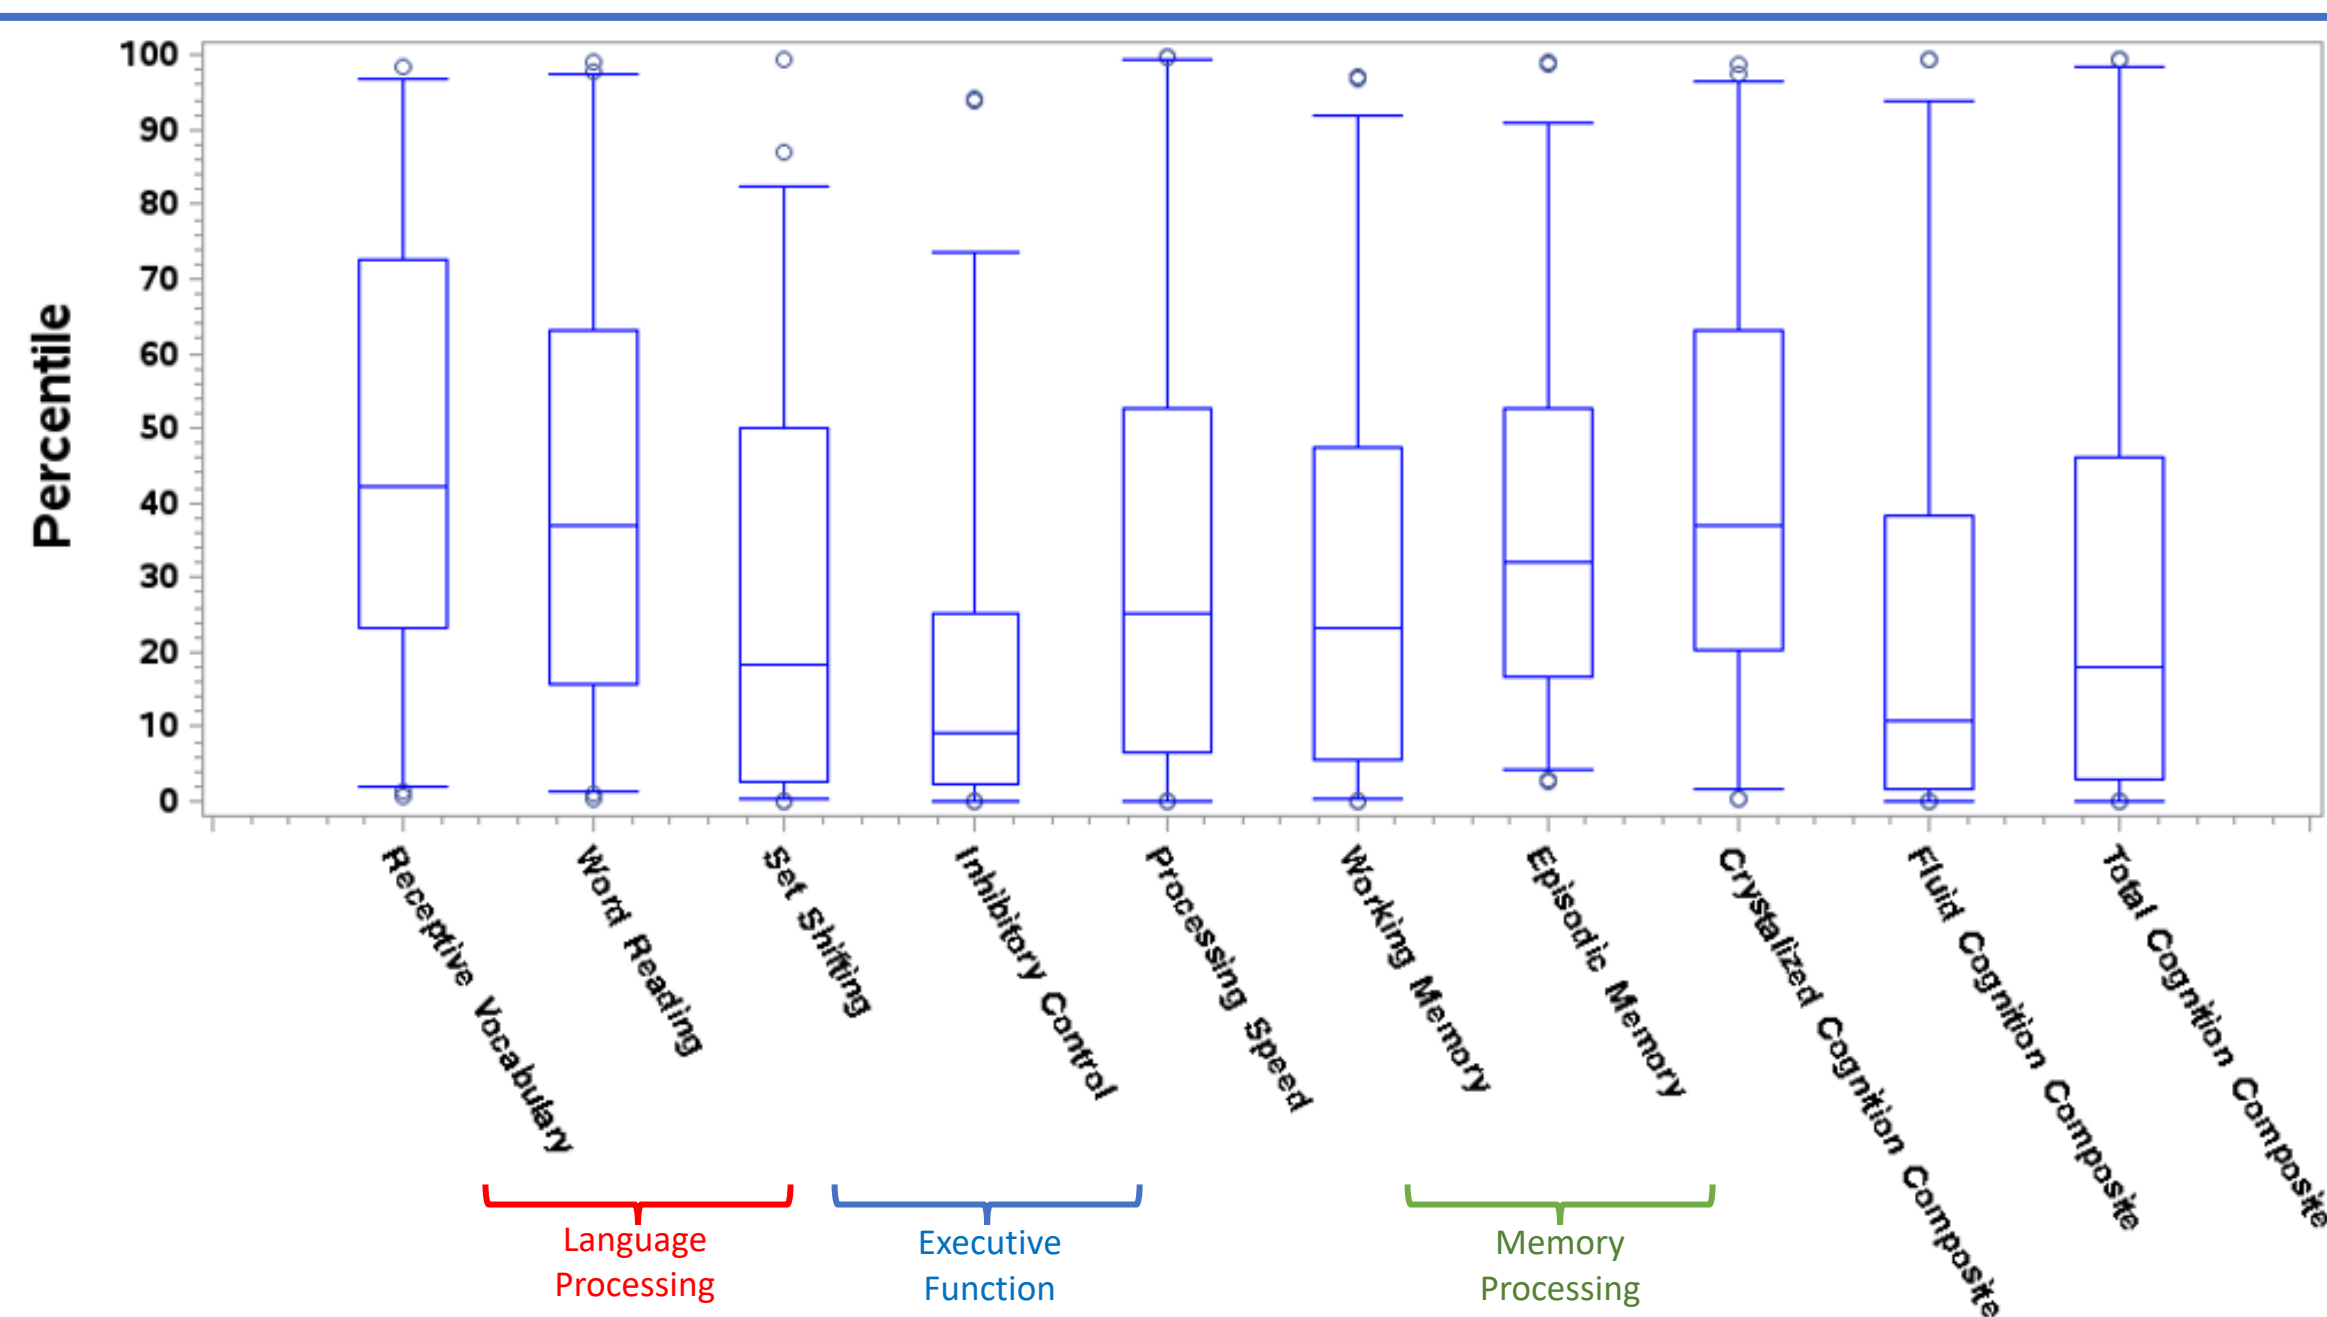 Percentile
100
90
80
70
60
50
40
30
20
10
0
Receptive Vocabulary
Word Reading
Set Shifting
Inhibitory Control
Processing Speed
Working Memory
Episodic Memory
Crystalized Cognition Composite
Fluid Cognition Composite
Total Cognition Composite
Language
Processing
Executive
Function
Memory
Processing